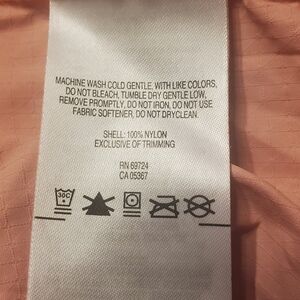 MACHINE WASH COLD GENTLE, WITH LIKE COLORS,
DO NOT BLEACH, TUMBLE DRY GENTLE LOW,
REMOVE PROMPTLY, DO NOT IRON, DO NOT USE
FABRIC SOFTENER, DO NOT DRYCLEAN.
SHELL: 100% NYLON
EXCLUSIVE OF TRIMMING
RN 69724
CA 05367
30C